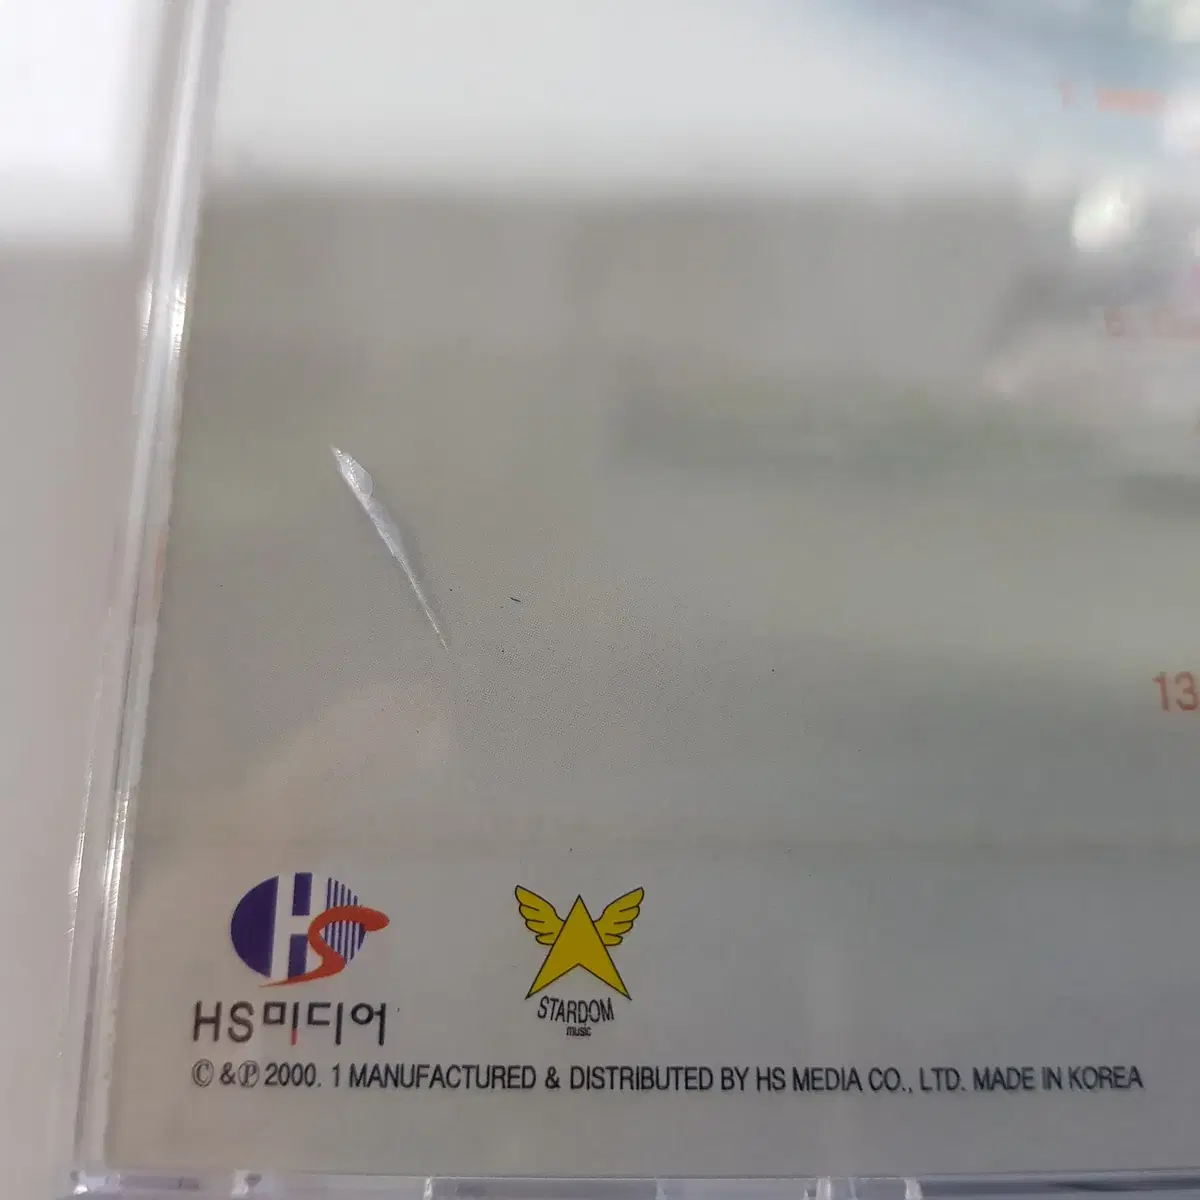 13
HS
HS미디어
STARDOM
music
©&℗ 2000. 1 MANUFACTURED & DISTRIBUTED BY HS MEDIA CO., LTD. MADE IN KOREA